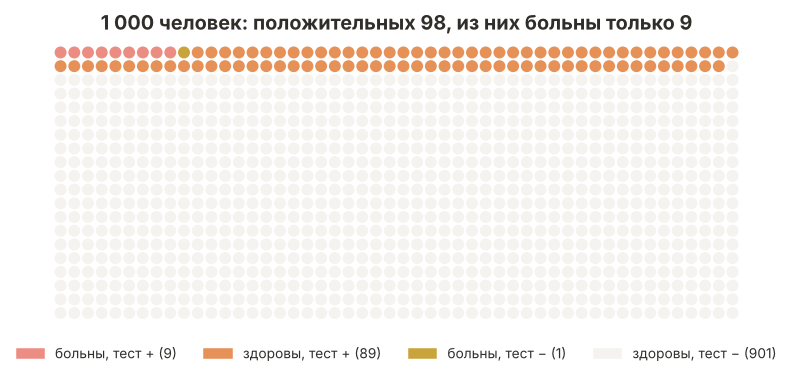 1 000 человек: положительных 98, из них больны только 9
больны, тест + (9)
здоровы, тест + (89)
больны, тест − (1)
здоровы, тест − (901)